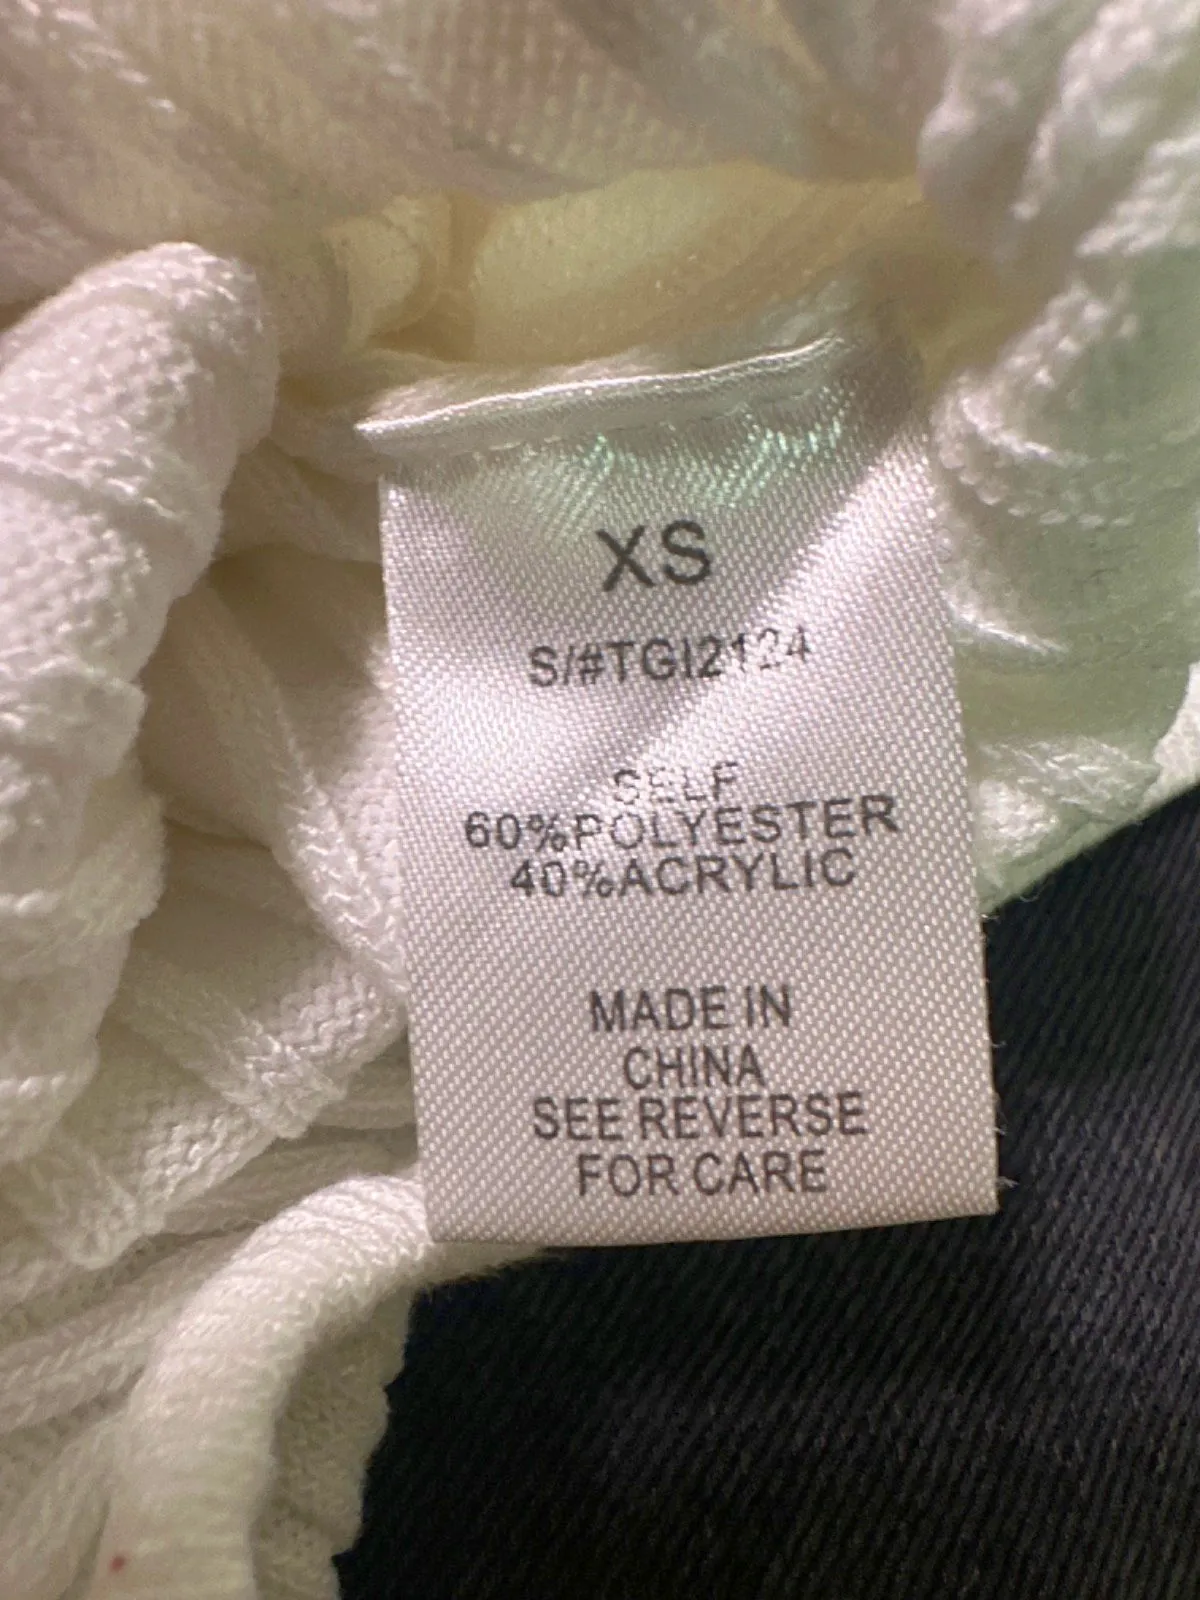 XS
S/#TGI2124
SELF
60%POLYESTER
40%ACRYLIC
MADE IN
CHINA
SEE REVERSE
FOR CARE